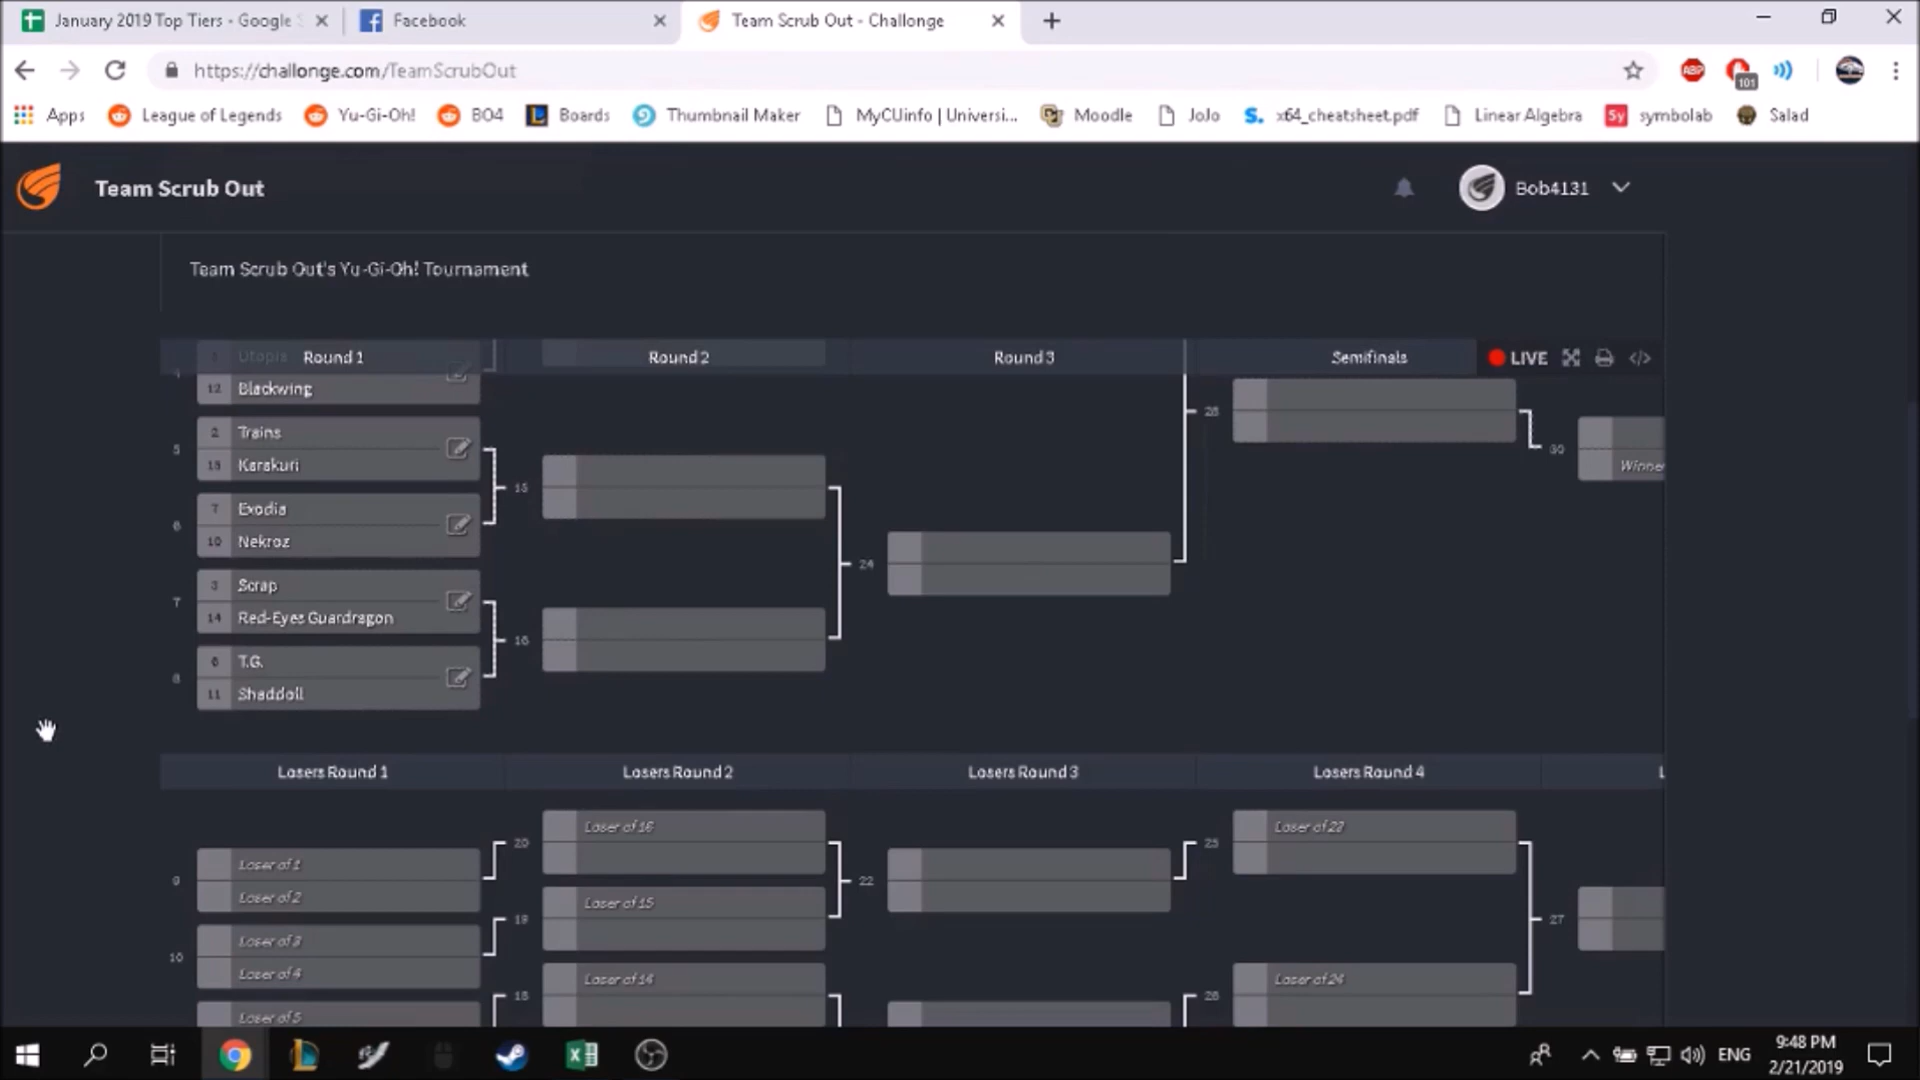 January 2019 Top Tiers - Google S
Facebook
Team Scrub Out - Challonge
https://challonge.com/TeamScrubOut
ABP
101
Apps
League of Legends
Yu-Gi-Oh!
BO4
Boards
Thumbnail Maker
MyCUinfo | Universi...
Moodle
JoJo
x64_cheatsheet.pdf
Linear Algebra
Sy symbolab
Salad
Team Scrub Out
Bob4131
Team Scrub Out's Yu-Gi-Oh! Tournament
Round 1
Round 2
Round 3
Semifinals
LIVE
Utopia
12 Blackwing
5
2 Trains
15 Karakuri
6
7 Exodia
10 Nekroz
7
3 Scrap
14 Red-Eyes Guardragon
8
6 T.G.
11 Shaddoll
15
16
24
28
30
Winner
Losers Round 1
Losers Round 2
Losers Round 3
Losers Round 4
L
9
Loser of 1
Loser of 2
10
Loser of 3
Loser of 4
Loser of 5
20
Loser of 16
19
Loser of 15
18
Loser of 14
22
25
Loser of 23
26
Loser of 24
27
ENG
9:48 PM
2/21/2019